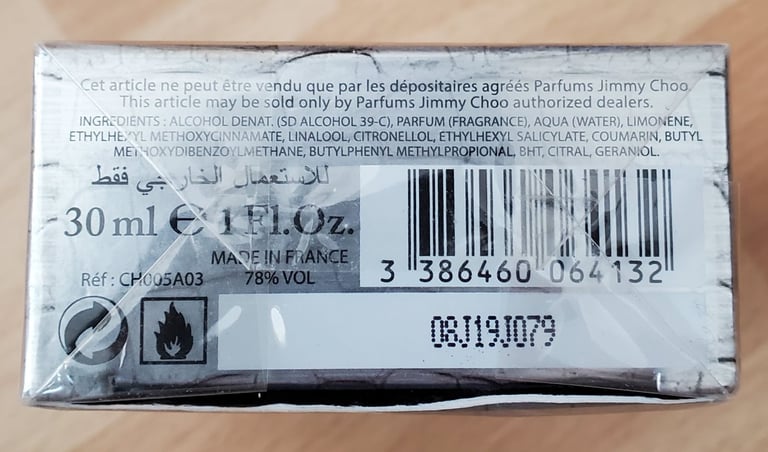 Cet article ne peut être vendu que par les dépositaires agréés Parfums Jimmy Choo.
This article may be sold only by Parfums Jimmy Choo authorized dealers.
INGREDIENTS : ALCOHOL DENAT. (SD ALCOHOL 39-C), PARFUM (FRAGRANCE), AQUA (WATER), LIMONENE,
ETHYLHEXYL METHOXYCINNAMATE, LINALOOL, CITRONELLOL, ETHYLHEXYL SALICYLATE, COUMARIN, BUTYL
METHOXYDIBENZOYLMETHANE, BUTYLPHENYL METHYLPROPIONAL, BHT, CITRAL, GERANIOL.
للاستعمال الخارجي فقط
30 ml ℮ 1 Fl.Oz.
MADE IN FRANCE
Réf : CH005A03 78% VOL
3 386460 064132
08J19J079